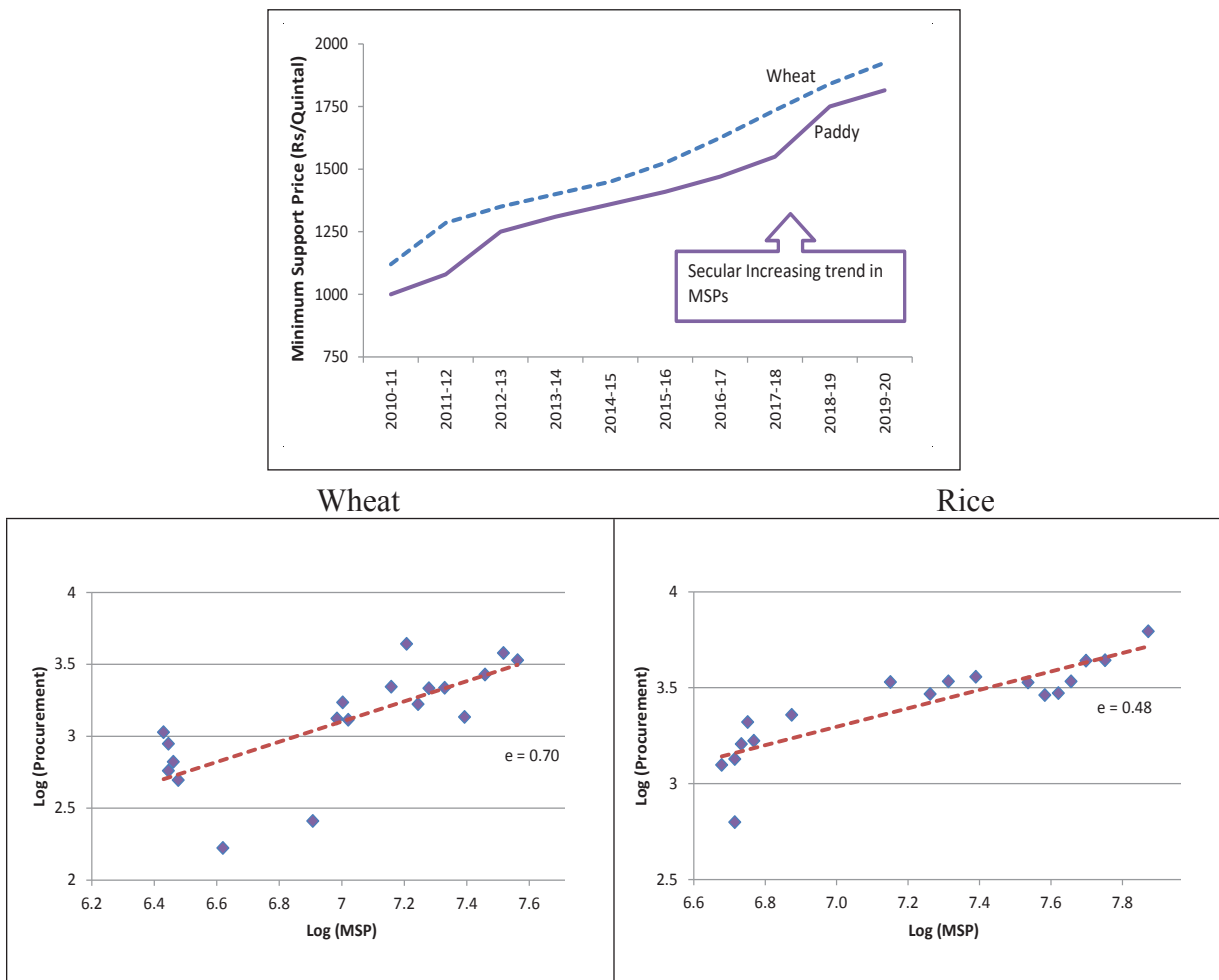 2000
1750
1500
1250
1000
750
Minimum Support Price (Rs/Quintal)
Wheat
Paddy
Secular Increasing trend in
MSPs
2010-11
2011-12
2012-13
2013-14
2014-15
2015-16
2016-17
2017-18
2018-19
2019-20
Wheat
Rice
4
3.5
3
2.5
2
Log (Procurement)
e = 0.70
6.2 6.4 6.6 6.8 7 7.2 7.4 7.6
Log (MSP)
4
3.5
3
2.5
Log (Procurement)
e = 0.48
6.6 6.8 7.0 7.2 7.4 7.6 7.8
Log (MSP)